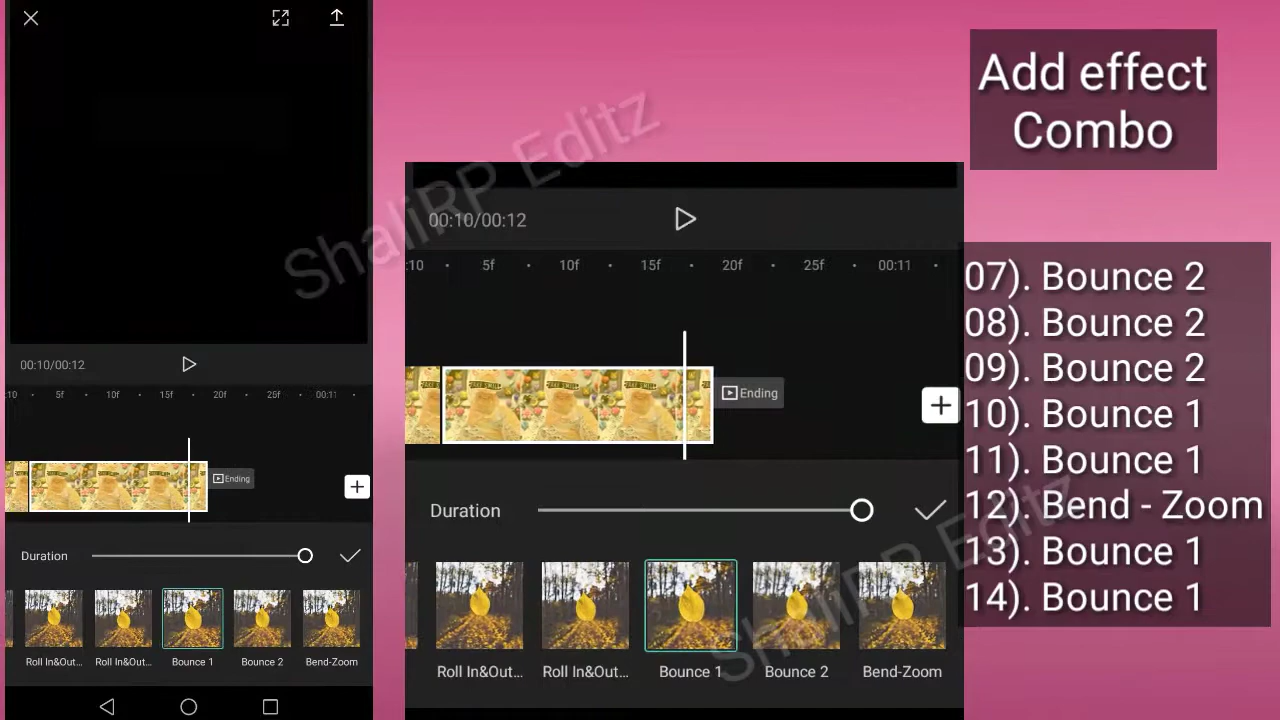 00:10/00:12
:10 5f 10f 15f 20f 25f 00:11
Ending
Duration
Roll In&Out... Roll In&Out... Bounce 1 Bounce 2 Bend-Zoom
ShaliRP Editz
00:10/00:12
:10 5f 10f 15f 20f 25f 00:11
Ending
Duration
Roll In&Out... Roll In&Out... Bounce 1 Bounce 2 Bend-Zoom
ShaliRP Editz
Add effect
Combo
07). Bounce 2
08). Bounce 2
09). Bounce 2
10). Bounce 1
11). Bounce 1
12). Bend - Zoom
13). Bounce 1
14). Bounce 1